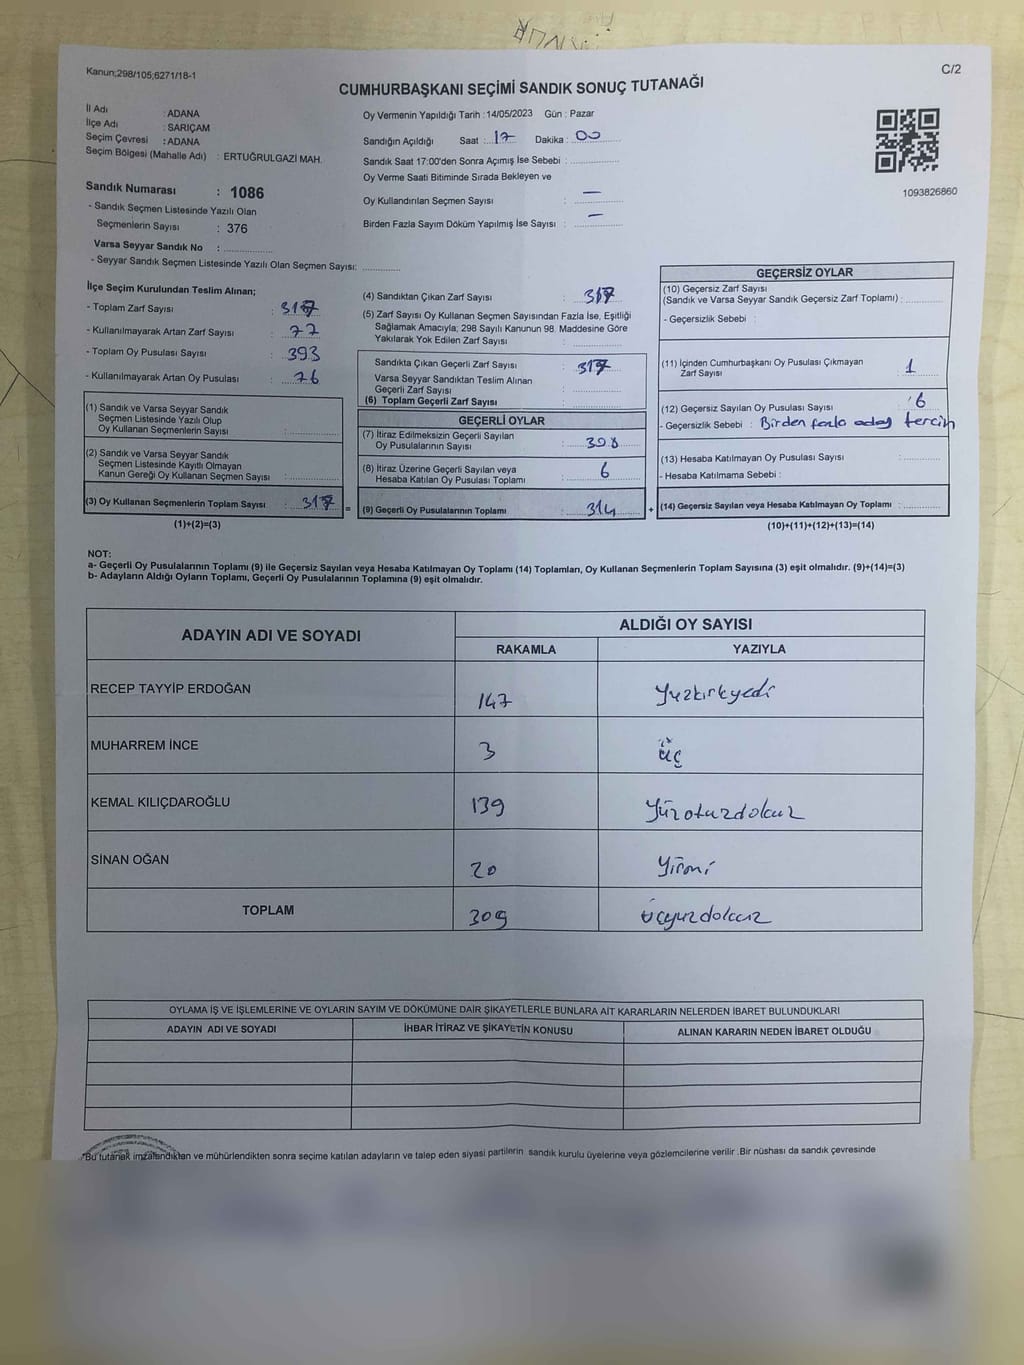 Kanun;298/105;6271/18-1
C/2
CUMHURBAŞKANI SEÇİMİ SANDIK SONUÇ TUTANAĞI
İl Adı : ADANA
İlçe Adı : SARIÇAM
Seçim Çevresi : ADANA
Seçim Bölgesi (Mahalle Adı) : ERTUĞRULGAZİ MAH.
Sandık Numarası : 1086
- Sandık Seçmen Listesinde Yazılı Olan
Seçmenlerin Sayısı : 376
Varsa Seyyar Sandık No :
- Seyyar Sandık Seçmen Listesinde Yazılı Olan Seçmen Sayısı:
Oy Vermenin Yapıldığı Tarih :14/05/2023 Gün : Pazar
Sandığın Açıldığı Saat : 17 Dakika : 00
Sandık Saat 17:00'den Sonra Açımış İse Sebebi :
Oy Verme Saati Bitiminde Sırada Bekleyen ve
Oy Kullandırılan Seçmen Sayısı : —
Birden Fazla Sayım Döküm Yapılmış İse Sayısı : —
1093826860
İlçe Seçim Kurulundan Teslim Alınan;
- Toplam Zarf Sayısı :
- Kullanılmayarak Artan Zarf Sayısı : 77
- Toplam Oy Pusulası Sayısı : 393
- Kullanılmayarak Artan Oy Pusulası : 76
(1) Sandık ve Varsa Seyyar Sandık
Seçmen Listesinde Yazılı Olup
Oy Kullanan Seçmenlerin Sayısı :
(2) Sandık ve Varsa Seyyar Sandık
Seçmen Listesinde Kayıtlı Olmayan
Kanun Gereği Oy Kullanan Seçmen Sayısı :
(3) Oy Kullanan Seçmenlerin Toplam Sayısı : 317 =
(1)+(2)=(3)
(4) Sandıktan Çıkan Zarf Sayısı : 317
(5) Zarf Sayısı Oy Kullanan Seçmen Sayısından Fazla İse, Eşitliği
Sağlamak Amacıyla; 298 Sayılı Kanunun 98. Maddesine Göre
Yakılarak Yok Edilen Zarf Sayısı :
Sandıkta Çıkan Geçerli Zarf Sayısı : 317
Varsa Seyyar Sandıktan Teslim Alınan
Geçerli Zarf Sayısı :
(6) Toplam Geçerli Zarf Sayısı :
GEÇERLİ OYLAR
(7) İtiraz Edilmeksizin Geçerli Sayılan
Oy Pusulalarının Sayısı : 308
(8) İtiraz Üzerine Geçerli Sayılan veya
Hesaba Katılan Oy Pusulası Toplamı : 6
(9) Geçerli Oy Pusulalarının Toplamı : 314 +
GEÇERSİZ OYLAR
(10) Geçersiz Zarf Sayısı
(Sandık ve Varsa Seyyar Sandık Geçersiz Zarf Toplamı) :
- Geçersizlik Sebebi :
(11) İçinden Cumhurbaşkanı Oy Pusulası Çıkmayan
Zarf Sayısı : 1
(12) Geçersiz Sayılan Oy Pusulası Sayısı : 6
- Geçersizlik Sebebi : Birden fazla aday tercih
(13) Hesaba Katılmayan Oy Pusulası Sayısı :
- Hesaba Katılmama Sebebi :
(14) Geçersiz Sayılan veya Hesaba Katılmayan Oy Toplamı :
(10)+(11)+(12)+(13)=(14)
NOT:
a- Geçerli Oy Pusulalarının Toplamı (9) ile Geçersiz Sayılan veya Hesaba Katılmayan Oy Toplamı (14) Toplamları, Oy Kullanan Seçmenlerin Toplam Sayısına (3) eşit olmalıdır. (9)+(14)=(3)
b- Adayların Aldığı Oyların Toplamı, Geçerli Oy Pusulalarının Toplamına (9) eşit olmalıdır.
ADAYIN ADI VE SOYADI ALDIĞI OY SAYISI
RAKAMLA YAZIYLA
RECEP TAYYİP ERDOĞAN 147 Yüzkırkyedi
MUHARREM İNCE 3 üç
KEMAL KILIÇDAROĞLU 139 Yüzotuzdokuz
SİNAN OĞAN 20 Yirmi
TOPLAM 309 üçyüzdokuz
OYLAMA İŞ VE İŞLEMLERİNE VE OYLARIN SAYIM VE DÖKÜMÜNE DAİR ŞİKAYETLERLE BUNLARA AİT KARARLARIN NELERDEN İBARET BULUNDUKLARI
ADAYIN ADI VE SOYADI İHBAR İTİRAZ VE ŞİKAYETİN KONUSU ALINAN KARARIN NEDEN İBARET OLDUĞU
*Bu tutanak imzalandıktan ve mühürlendikten sonra seçime katılan adayların ve talep eden siyasi partilerin sandık kurulu üyelerine veya gözlemcilerine verilir .Bir nüshası da sandık çevresinde